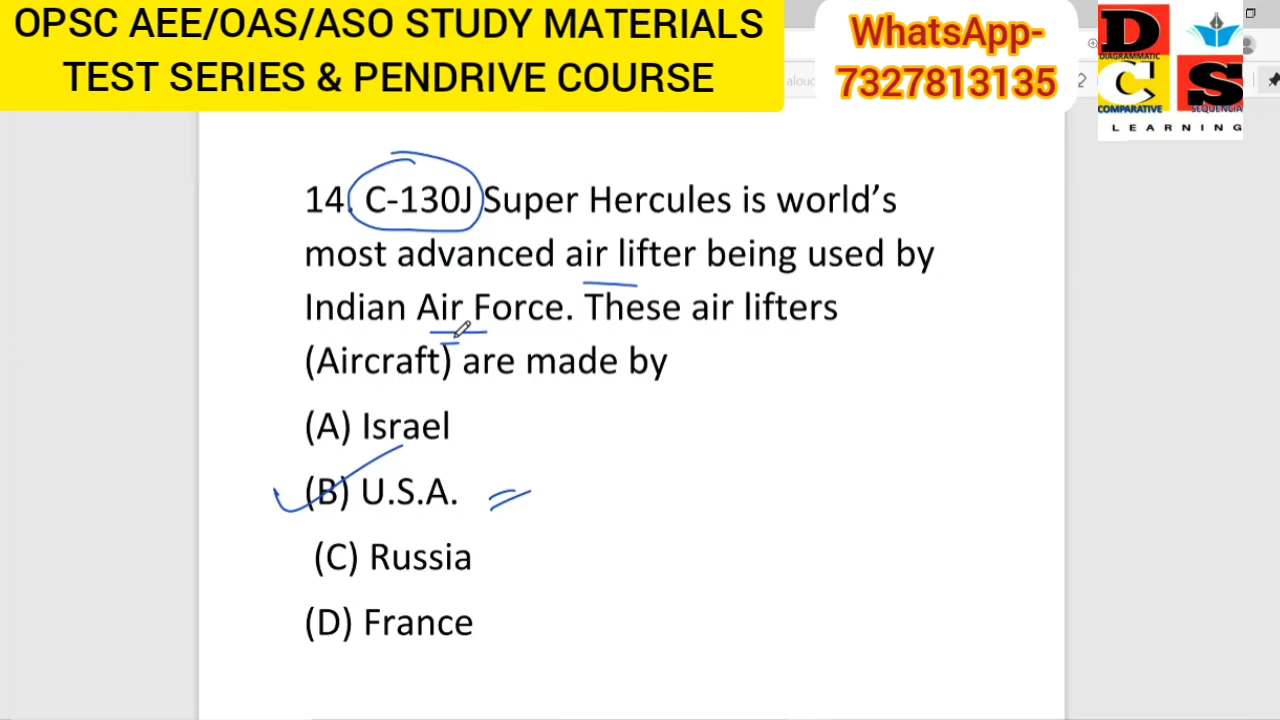 OPSC AEE/OAS/ASO STUDY MATERIALS
TEST SERIES & PENDRIVE COURSE
WhatsApp-
7327813135
D
DIAGRAMMATIC
C S
COMPARATIVE
L E A R N I N G
2
14. C-130J Super Hercules is world's
most advanced air lifter being used by
Indian Air Force. These air lifters
(Aircraft) are made by
(A) Israel
(B) U.S.A.
(C) Russia
(D) France